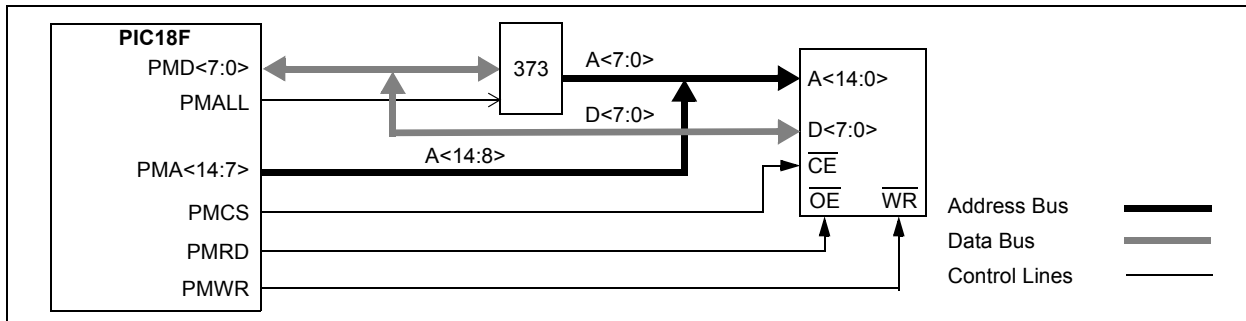 PIC18F
PMD<7:0>
PMALL
PMA<14:7>
PMCS
PMRD
PMWR
373
A<7:0>
D<7:0>
A<14:8>
A<14:0>
D<7:0>
CE
OE WR
Address Bus
Data Bus
Control Lines